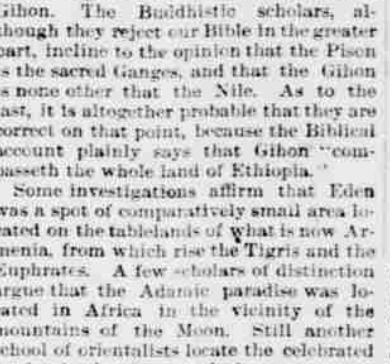 Gihon. The Buddhistic scholars, al-
though they reject our Bible in the greater
part, incline to the opinion that the Pison
is the sacred Ganges, and that the Gihon
is none other that the Nile. As to the
last, it is altogether probable that they are
correct on that point, because the Biblical
account plainly says that Gihon "com-
passeth the whole land of Ethiopia."
Some investigations affirm that Eden
was a spot of comparatively small area lo-
cated on the tablelands of what is now Ar-
menia, from which rise the Tigris and the
Euphrates. A few scholars of distinction
argue that the Adamic paradise was lo-
cated in Africa in the vicinity of the
mountains of the Moon. Still another
school of orientalists locate the celebrated